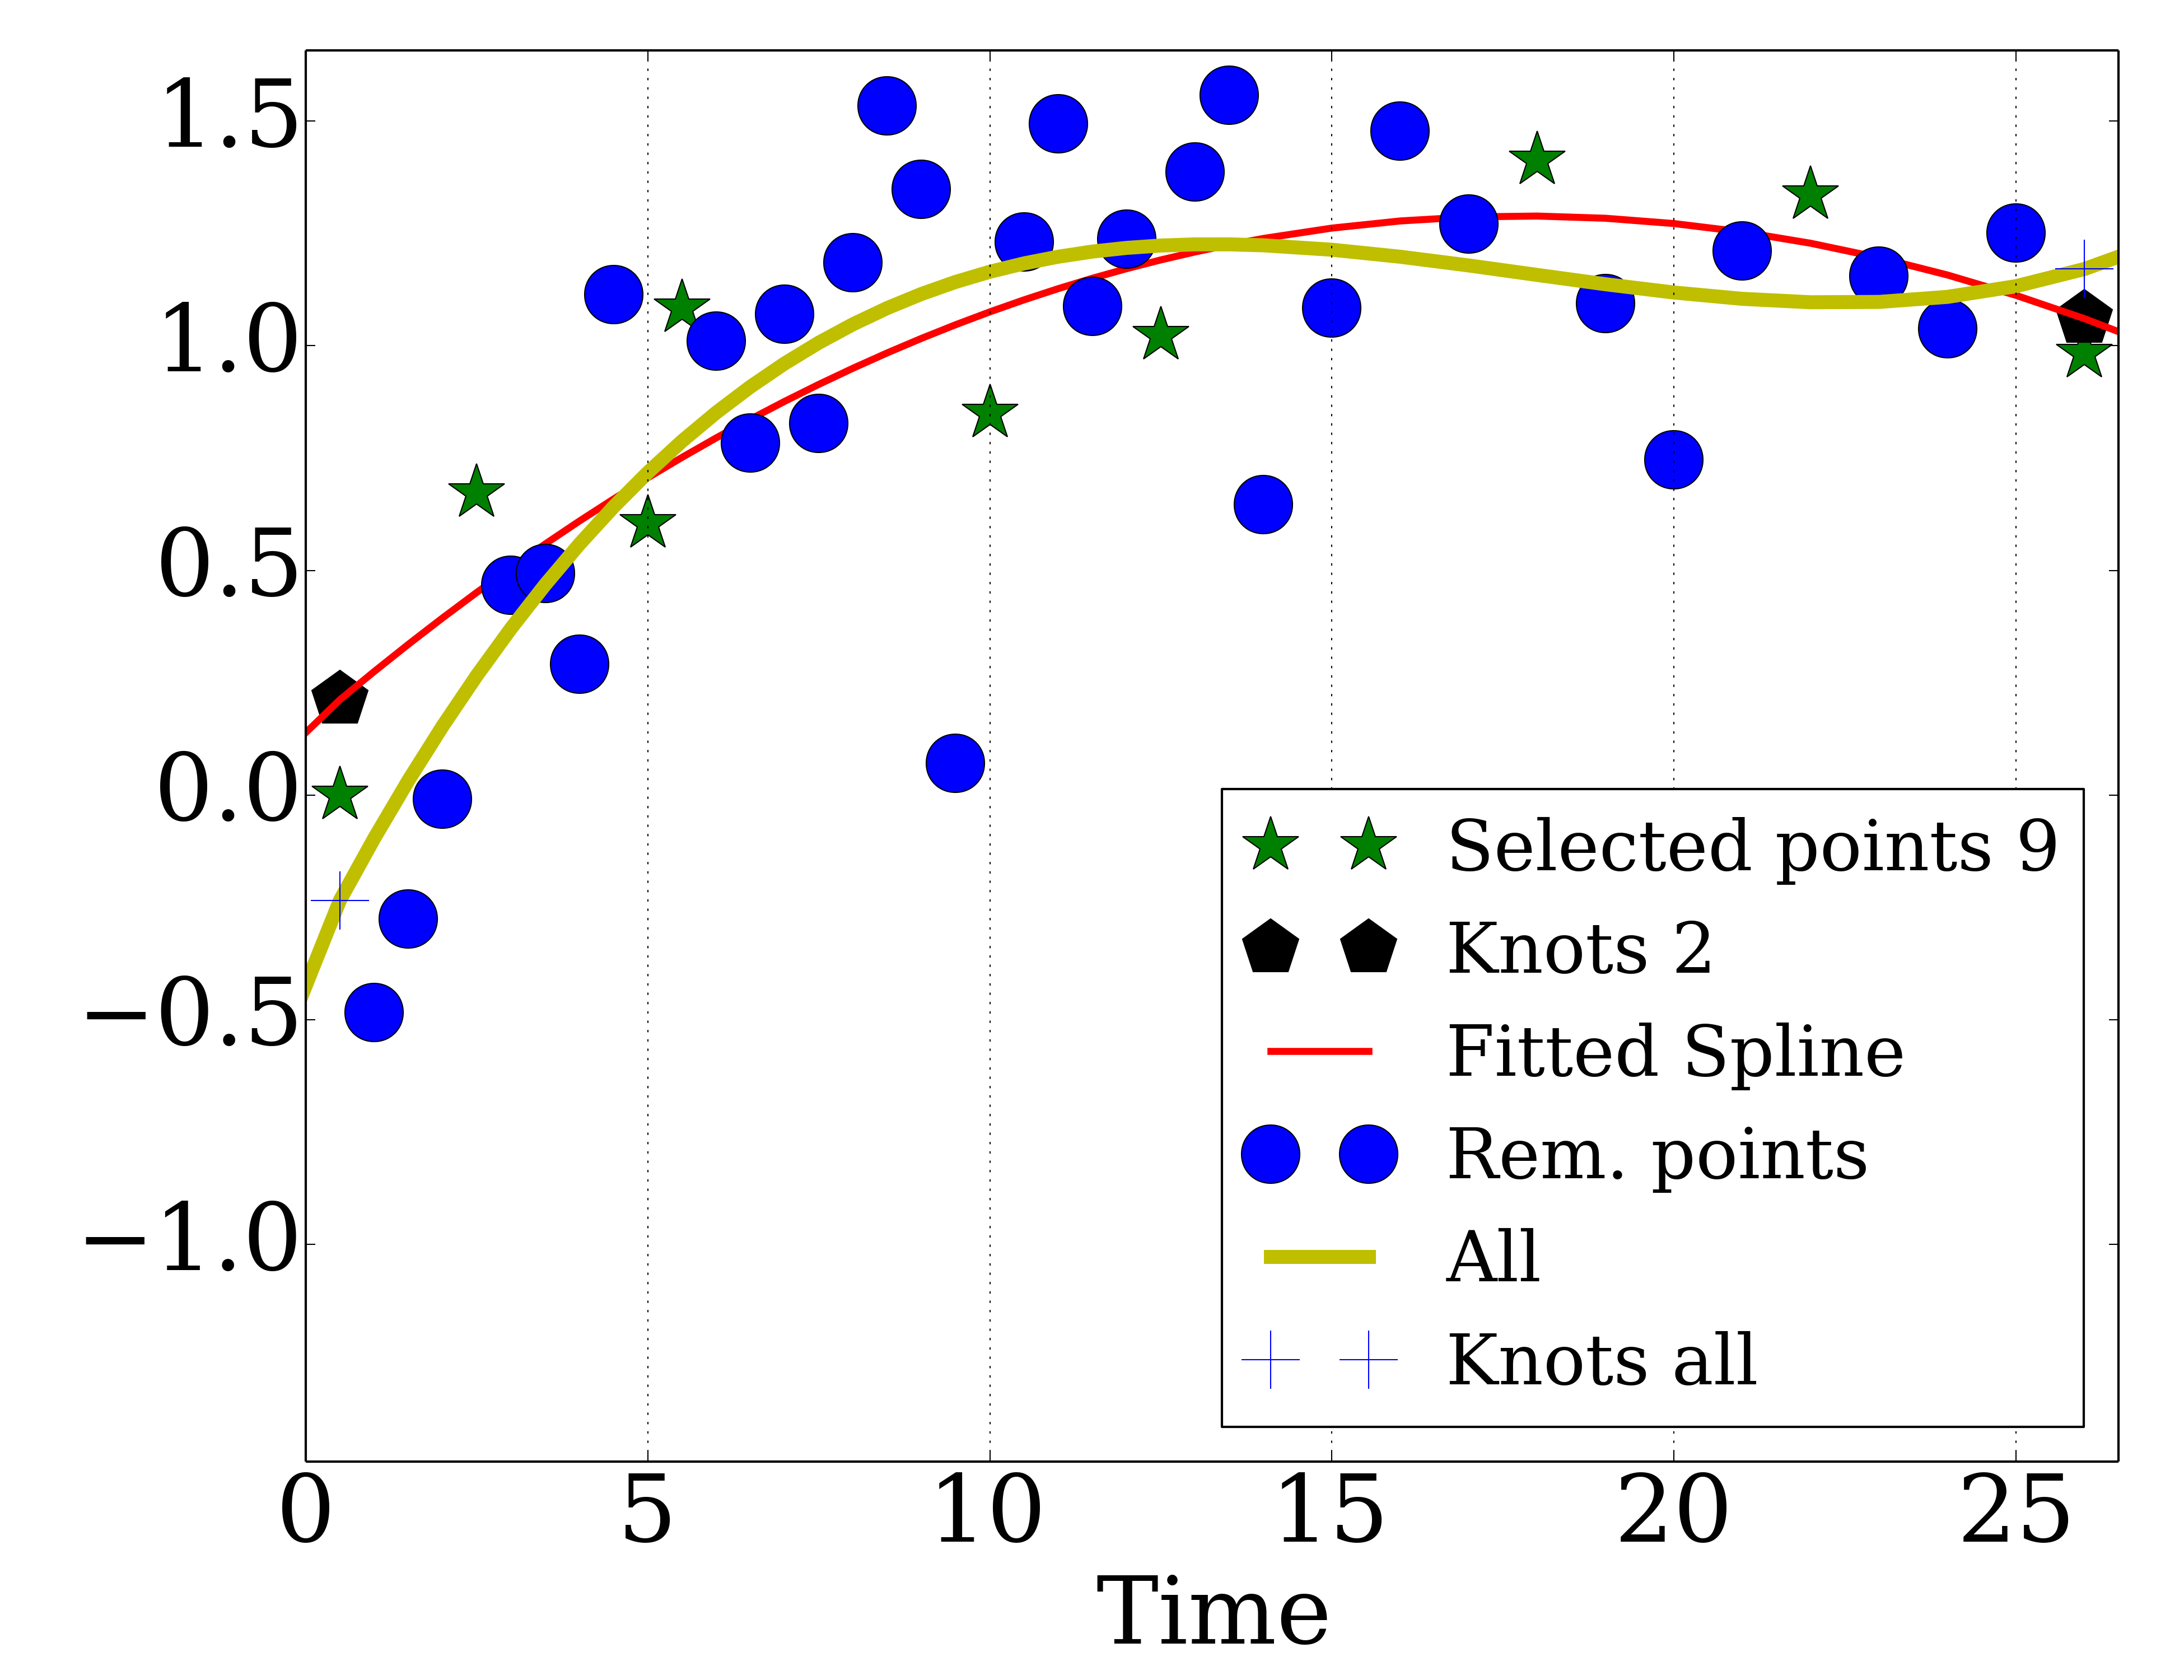 1.5
1.0
0.5
0.0
−0.5
−1.0
Selected points 9
Knots 2
Fitted Spline
Rem. points
All
Knots all
0 5 10 15 20 25
Time